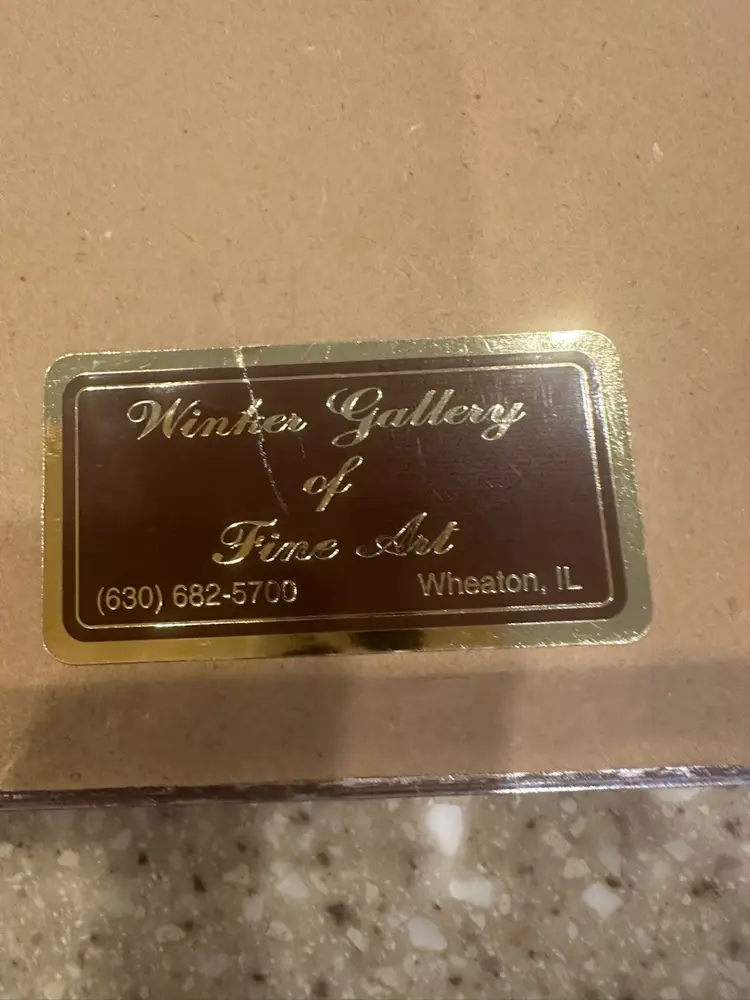 Winker Gallery
of
Fine Art
(630) 682-5700 Wheaton, IL